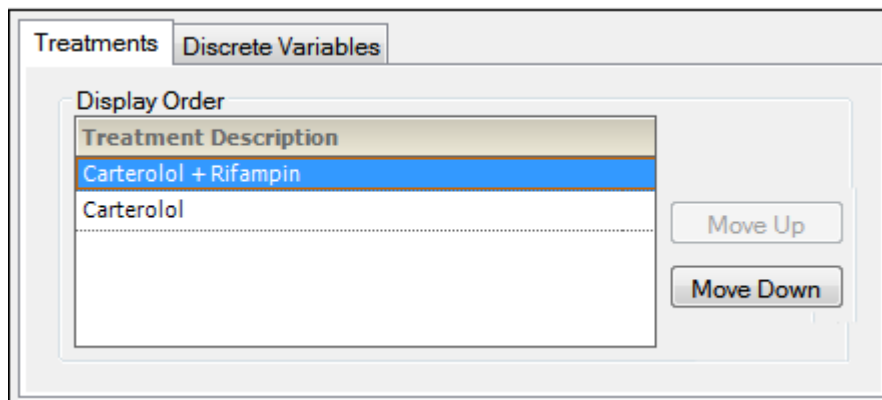 Treatments Discrete Variables
Display Order
Treatment Description
Carterolol + Rifampin
Carterolol
Move Up
Move Down